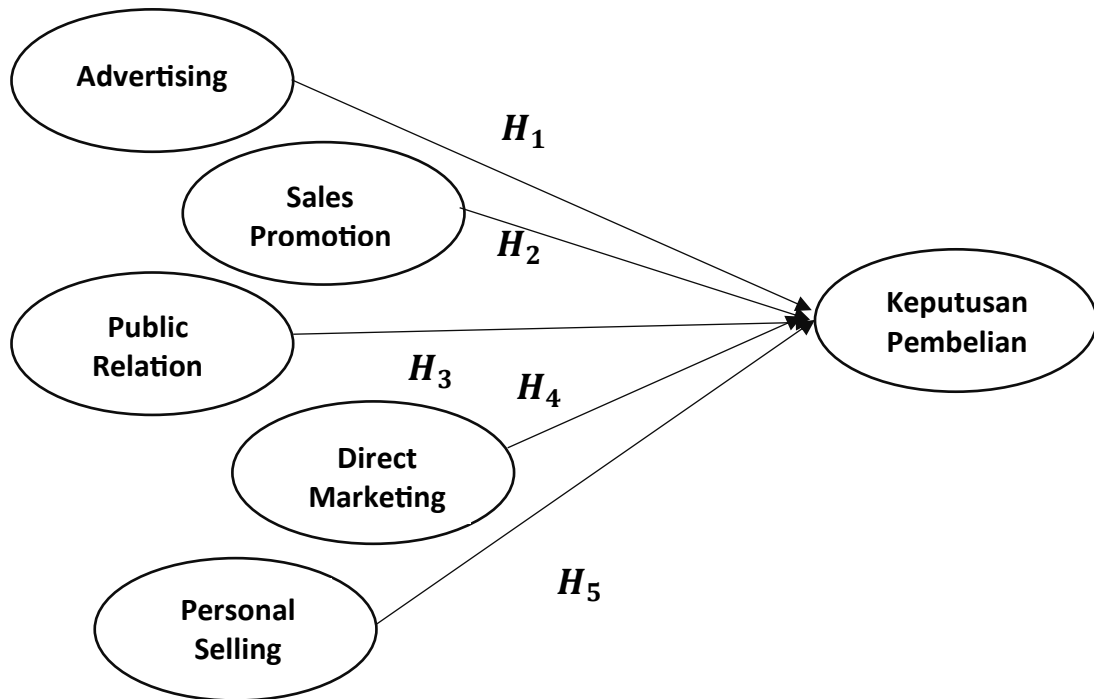 Advertising
H₁
Sales
Promotion
H₂
Keputusan
Pembelian
Public
Relation
H₃
H₄
Direct
Marketing
H₅
Personal
Selling